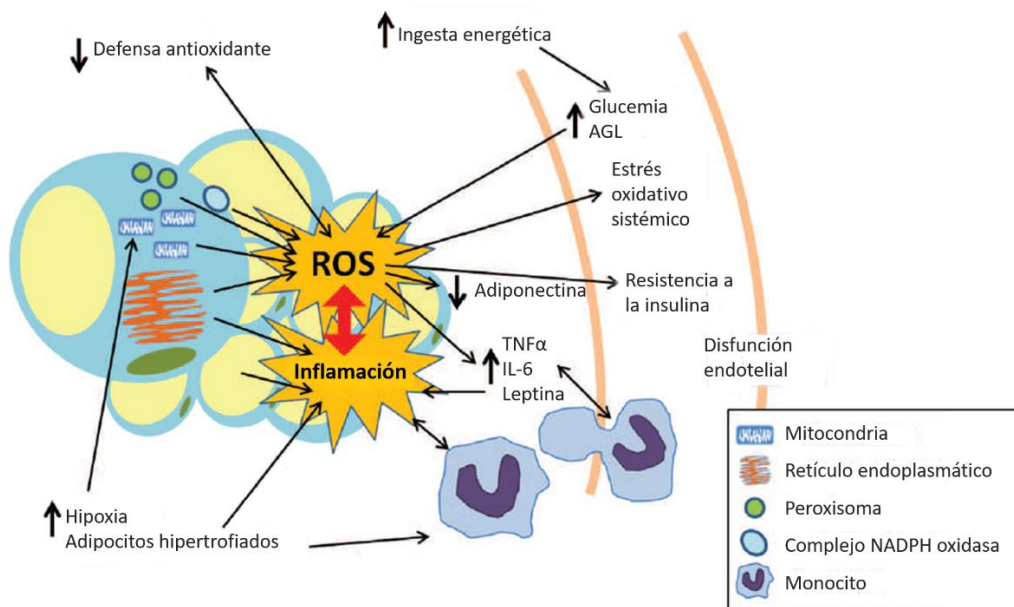 Defensa antioxidante
Ingesta energética
Glucemia
AGL
Estrés
oxidativo
sistémico
ROS
Adiponectina
Resistencia a
la insulina
Inflamación
TNFα
IL-6
Leptina
Disfunción
endotelial
Hipoxia
Adipocitos hipertrofiados
Mitocondria
Retículo endoplasmático
Peroxisoma
Complejo NADPH oxidasa
Monocito